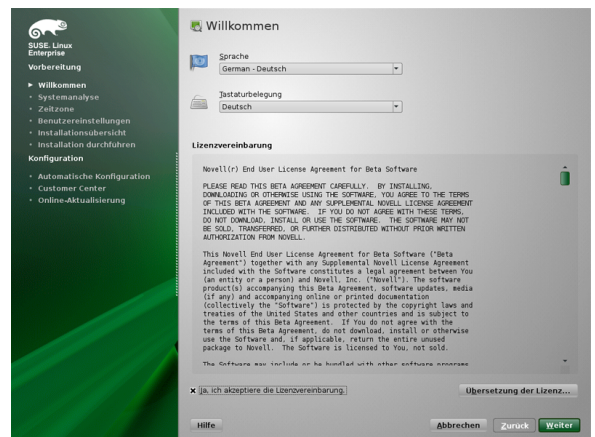 SUSE. Linux
Enterprise
Vorbereitung
Willkommen
Systemanalyse
Zeitzone
Benutzereinstellungen
Installationsübersicht
Installation durchführen
Konfiguration
Automatische Konfiguration
Customer Center
Online-Aktualisierung
Willkommen
Sprache
German - Deutsch
Tastaturbelegung
Deutsch
Lizenzvereinbarung
Novell(r) End User License Agreement for Beta Software
PLEASE READ THIS BETA AGREEMENT CAREFULLY. BY INSTALLING,
DOWNLOADING OR OTHERWISE USING THE SOFTWARE, YOU AGREE TO THE TERMS
OF THIS BETA AGREEMENT AND ANY SUPPLEMENTAL NOVELL LICENSE AGREEMENT
INCLUDED WITH THE SOFTWARE. IF YOU DO NOT AGREE WITH THESE TERMS,
DO NOT DOWNLOAD, INSTALL OR USE THE SOFTWARE. THE SOFTWARE MAY NOT
BE SOLD, TRANSFERRED, OR FURTHER DISTRIBUTED WITHOUT PRIOR WRITTEN
AUTHORIZATION FROM NOVELL.
This Novell End User License Agreement for Beta Software ("Beta
Agreement") together with any Supplemental Novell License Agreement
included with the Software constitutes a legal agreement between You
(an entity or a person) and Novell, Inc. ("Novell"). The software
product(s) accompanying this Beta Agreement, software updates, media
(if any) and accompanying online or printed documentation
(collectively the "Software") is protected by the copyright laws and
treaties of the United States and other countries and is subject to
the terms of this Beta Agreement. If You do not agree with the
terms of this Beta Agreement, do not download, install or otherwise
use the Software and, if applicable, return the entire unused
package to Novell. The Software is licensed to You, not sold.
The Software may include or be bundled with other software programs
Ja, ich akzeptiere die Lizenzvereinbarung.
Übersetzung der Lizenz...
Hilfe
Abbrechen
Zurück
Weiter